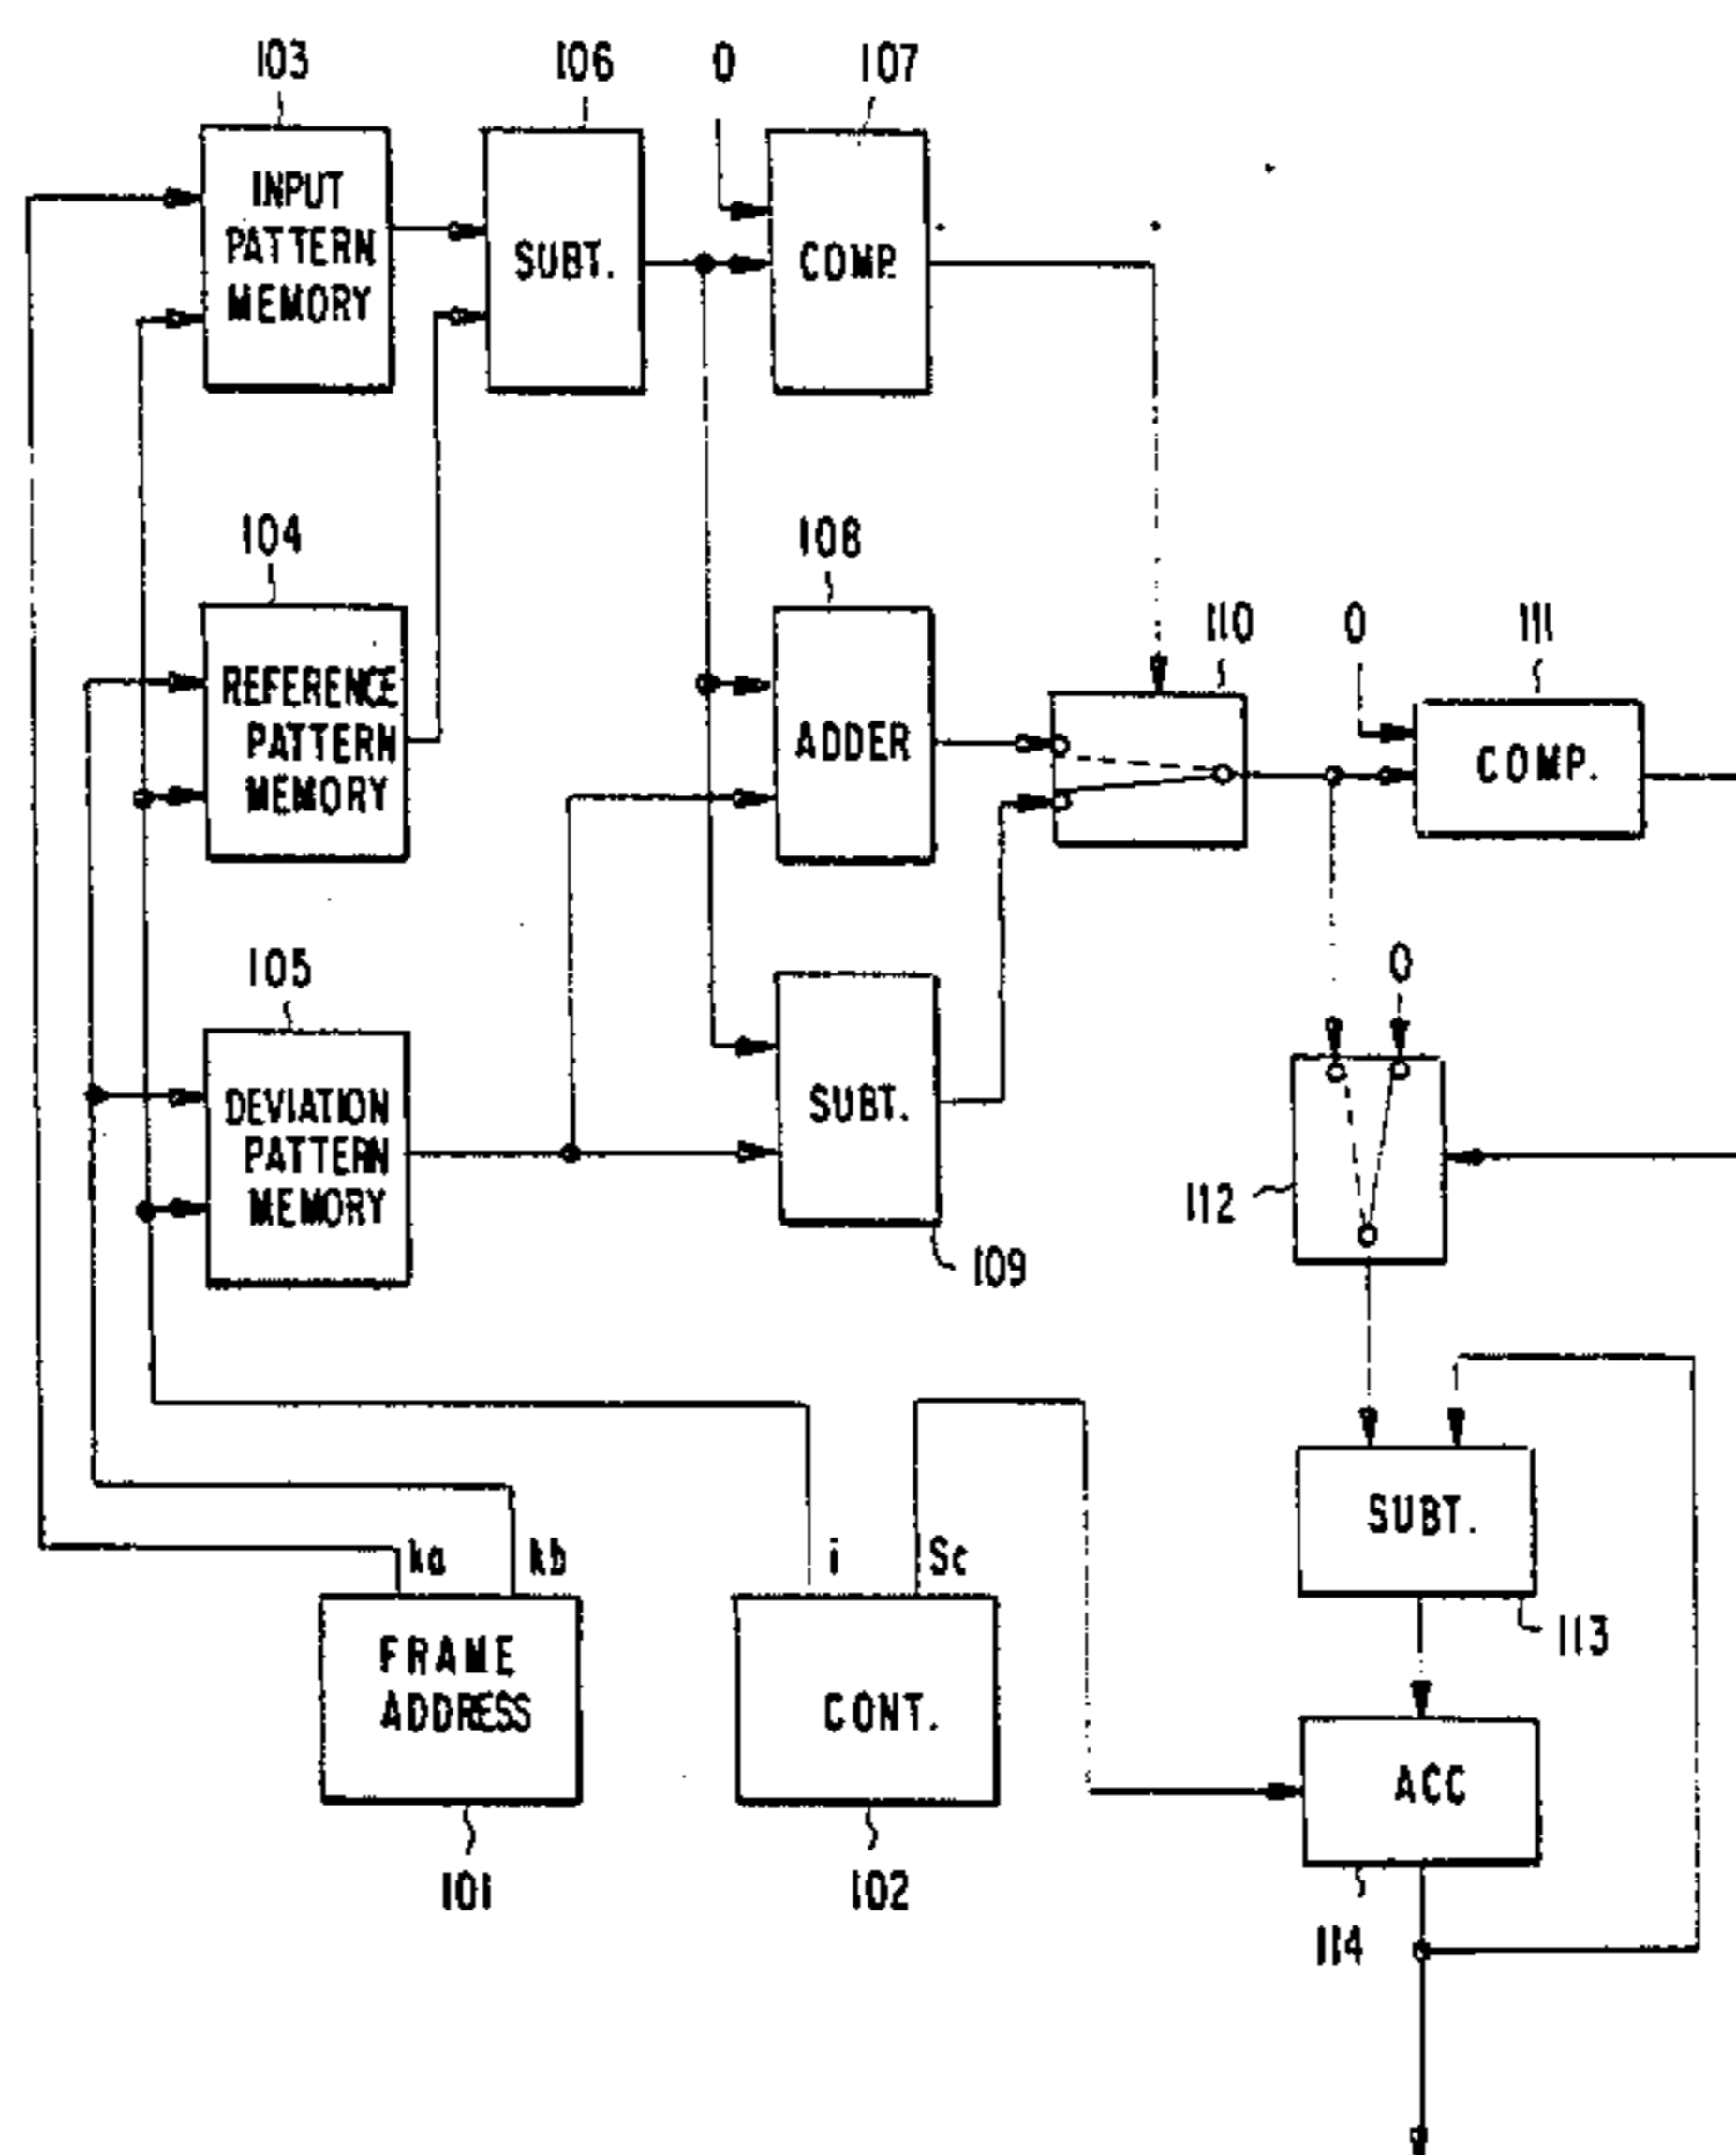 103
106
0
107
INPUT
PATTERN
MEMORY
SUBT.
COMP.
104
108
110
0
111
REFERENCE
PATTERN
MEMORY
ADDER
COMP.
105
0
DEVIATION
PATTERN
MEMORY
SUBT.
112
109
ka
kb
i
Sc
SUBT.
113
FRAME
ADDRESS
CONT.
ACC
101
102
114